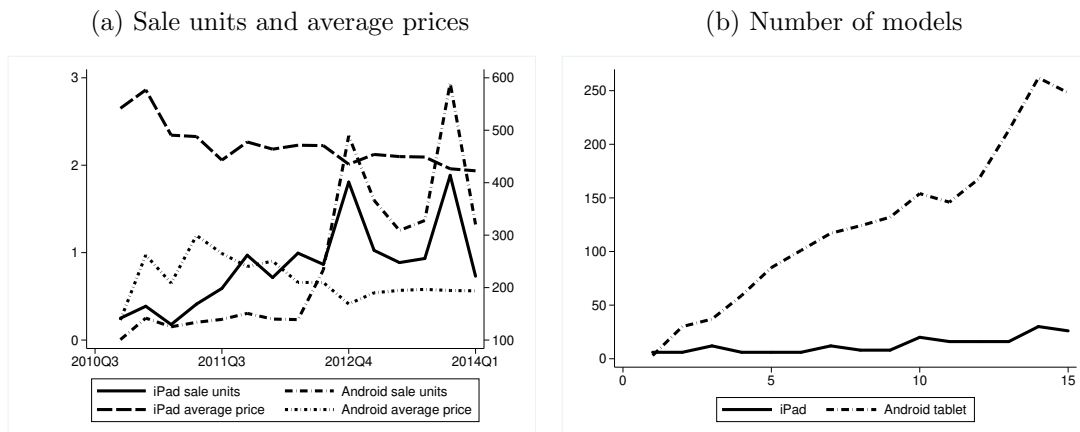 (a) Sale units and average prices
3
2
1
0
600
500
400
300
200
100
2010Q3 2011Q3 2012Q4 2014Q1
iPad sale units Android sale units
iPad average price Android average price
(b) Number of models
250
200
150
100
50
0
0 5 10 15
iPad Android tablet